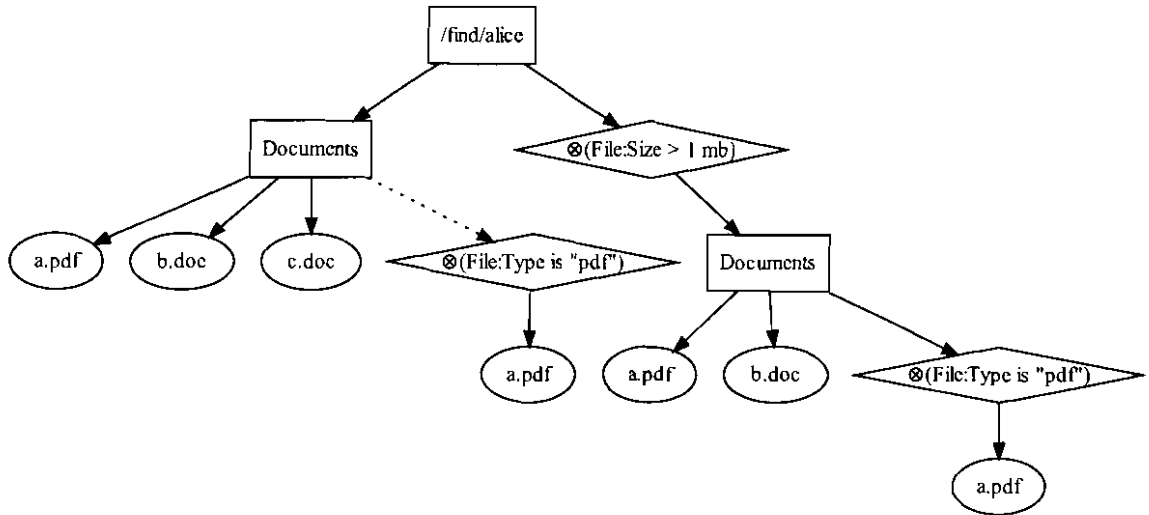 /find/alice
Documents
⊗(File:Size > 1 mb)
a.pdf
b.doc
c.doc
⊗(File:Type is "pdf")
Documents
a.pdf
a.pdf
b.doc
⊗(File:Type is "pdf")
a.pdf